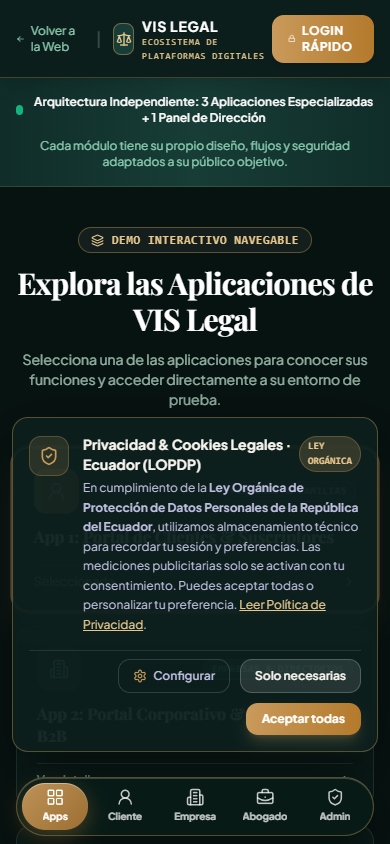 Volver a
la Web
VIS LEGAL
ECOSISTEMA DE
PLATAFORMAS DIGITALES
LOGIN
RÁPIDO
Arquitectura Independiente: 3 Aplicaciones Especializadas
+ 1 Panel de Dirección
Cada módulo tiene su propio diseño, flujos y seguridad
adaptados a su público objetivo.
DEMO INTERACTIVO NAVEGABLE
Explora las Aplicaciones de
VIS Legal
Selecciona una de las aplicaciones para conocer sus
funciones y acceder directamente a su entorno de
prueba.
Privacidad & Cookies Legales ·
Ecuador (LOPDP)
LEY
ORGÁNICA
En cumplimiento de la Ley Orgánica de
Protección de Datos Personales de la República
del Ecuador, utilizamos almacenamiento técnico
para recordar tu sesión y preferencias. Las
mediciones publicitarias solo se activan con tu
consentimiento. Puedes aceptar todas o
personalizar tu preferencia. Leer Política de
Privacidad.
App 1: Portal de Clientes & Suscriptores
App 2: Portal Corporativo &
B2B
Configurar
Solo necesarias
Aceptar todas
Apps
Cliente
Empresa
Abogado
Admin